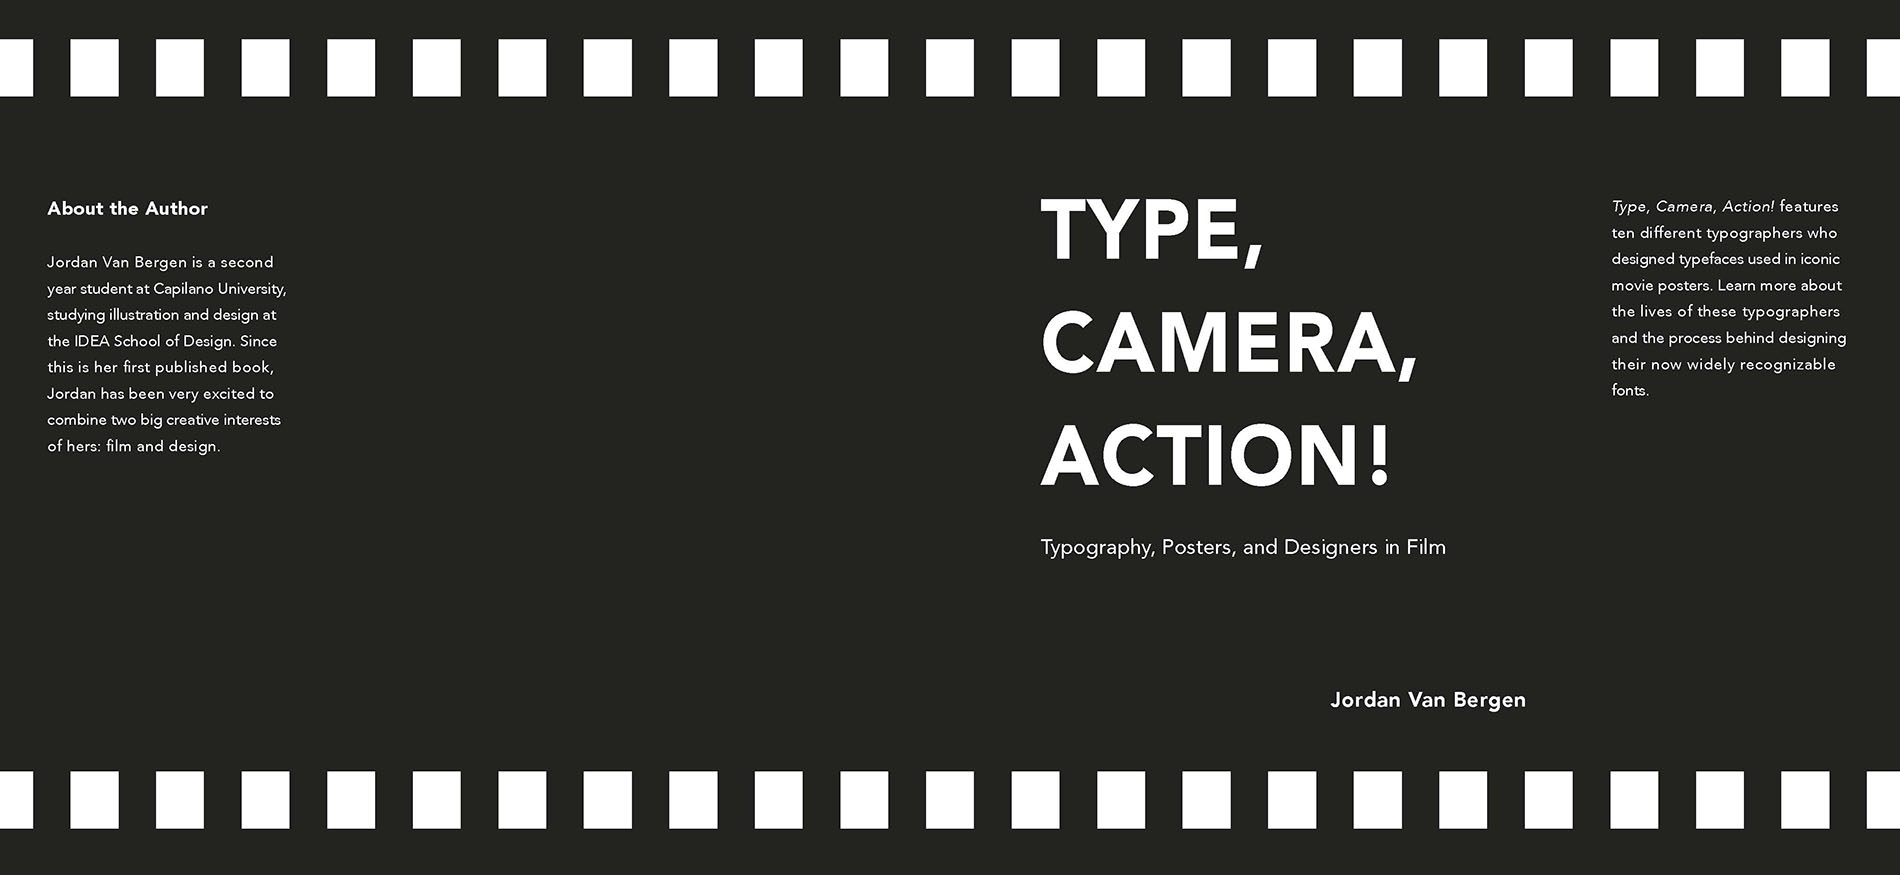 About the Author
Jordan Van Bergen is a second
year student at Capilano University,
studying illustration and design at
the IDEA School of Design. Since
this is her first published book,
Jordan has been very excited to
combine two big creative interests
of hers: film and design.
TYPE,
CAMERA,
ACTION!
Typography, Posters, and Designers in Film
Jordan Van Bergen
Type, Camera, Action! features
ten different typographers who
designed typefaces used in iconic
movie posters. Learn more about
the lives of these typographers
and the process behind designing
their now widely recognizable
fonts.